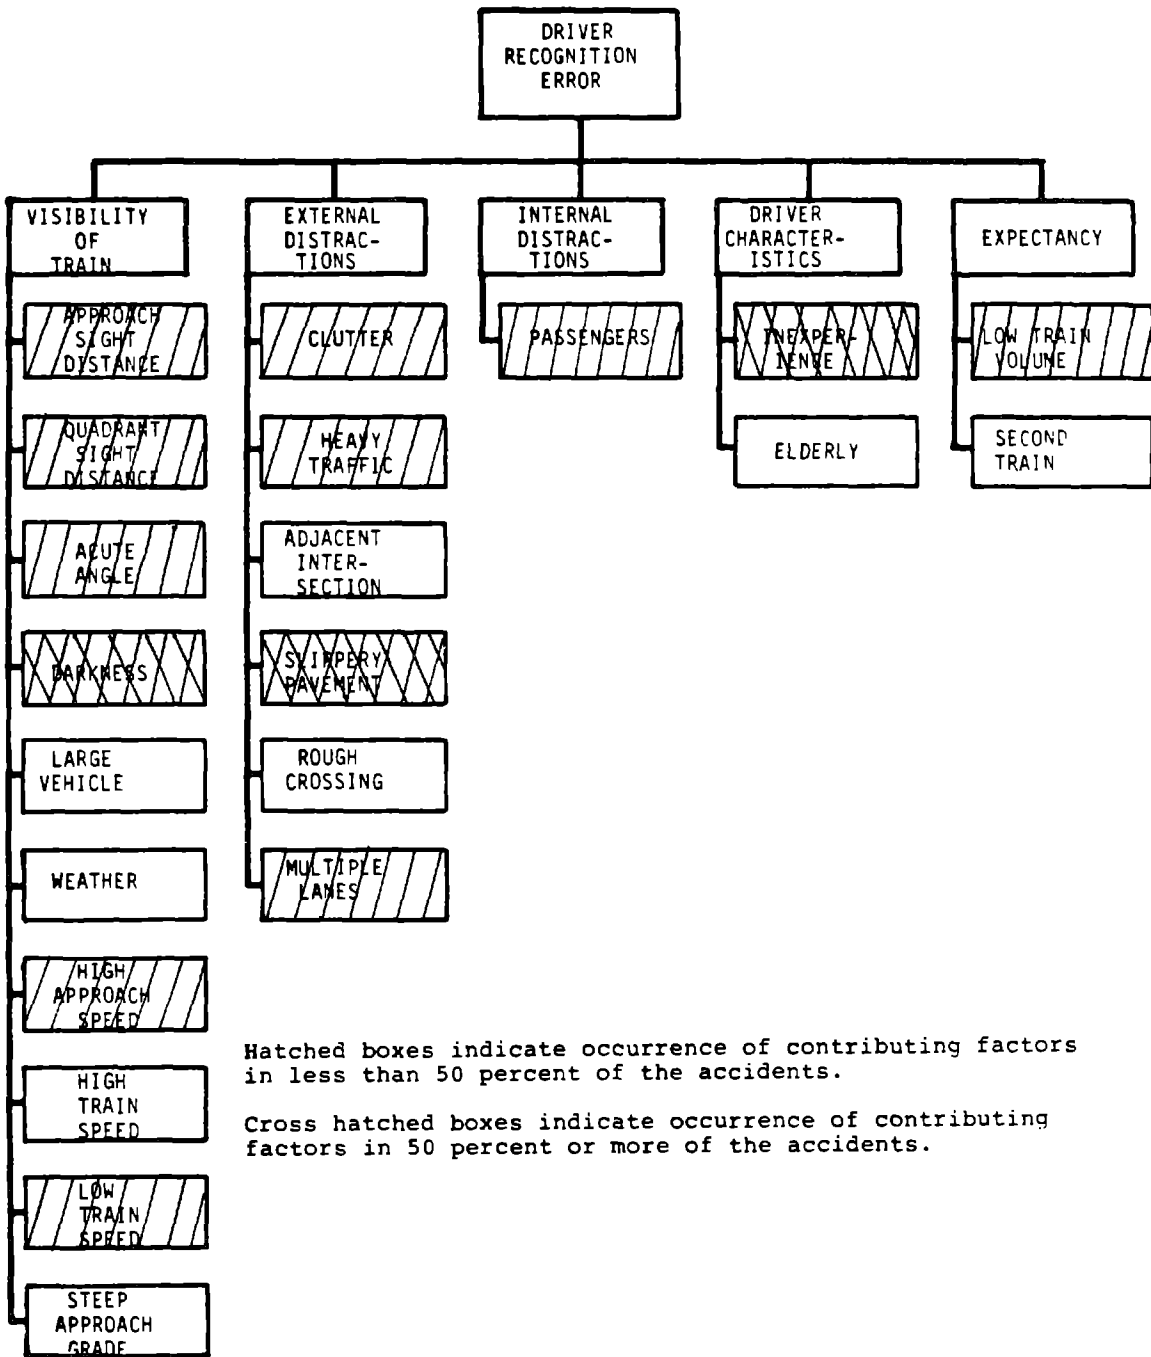 DRIVER
RECOGNITION
ERROR
VISIBILITY
OF
TRAIN
APPROACH
SIGHT
DISTANCE
QUADRANT
SIGHT
DISTANCE
ACUTE
ANGLE
DARKNESS
LARGE
VEHICLE
WEATHER
HIGH
APPROACH
SPEED
HIGH
TRAIN
SPEED
LOW
TRAIN
SPEED
STEEP
APPROACH
GRADE
EXTERNAL
DISTRAC-
TIONS
CLUTTER
HEAVY
TRAFFIC
ADJACENT
INTER-
SECTION
SLIPPERY
PAVEMENT
ROUGH
CROSSING
MULTIPLE
LANES
INTERNAL
DISTRAC-
TIONS
PASSENGERS
DRIVER
CHARACTER-
ISTICS
INEXPER-
IENCE
ELDERLY
EXPECTANCY
LOW TRAIN
VOLUME
SECOND
TRAIN
Hatched boxes indicate occurrence of contributing factors
in less than 50 percent of the accidents.
Cross hatched boxes indicate occurrence of contributing
factors in 50 percent or more of the accidents.